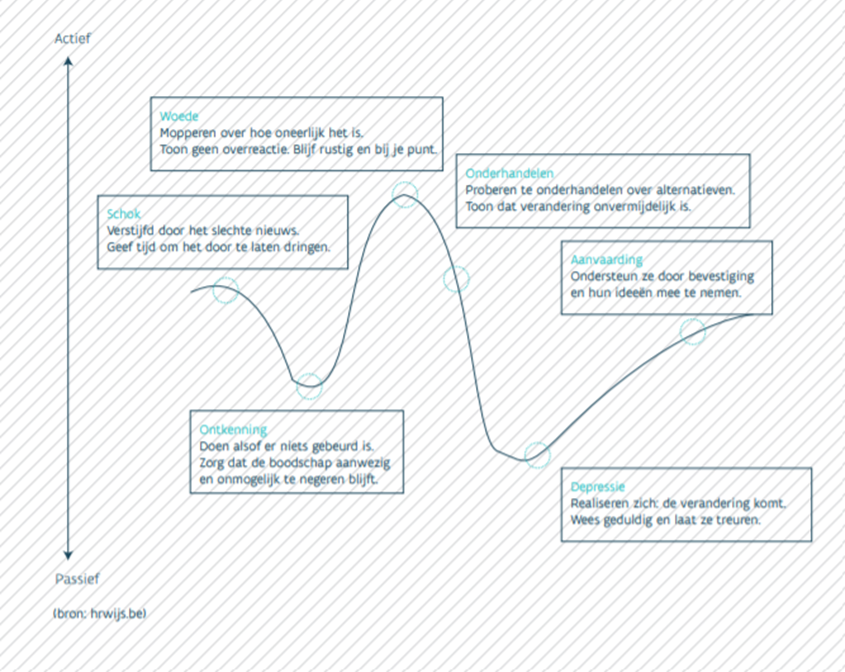 Actief
Woede
Mopperen over hoe oneerlijk het is.
Toon geen overreactie. Blijf rustig en bij je punt.
Onderhandelen
Proberen te onderhandelen over alternatieven.
Toon dat verandering onvermijdelijk is.
Schok
Verstijfd door het slechte nieuws.
Geef tijd om het door te laten dringen.
Aanvaarding
Ondersteun ze door bevestiging
en hun ideeën mee te nemen.
Ontkenning
Doen alsof er niets gebeurd is.
Zorg dat de boodschap aanwezig
en onmogelijk te negeren blijft.
Depressie
Realiseren zich: de verandering komt.
Wees geduldig en laat ze treuren.
Passief
(bron: hrwijs.be)